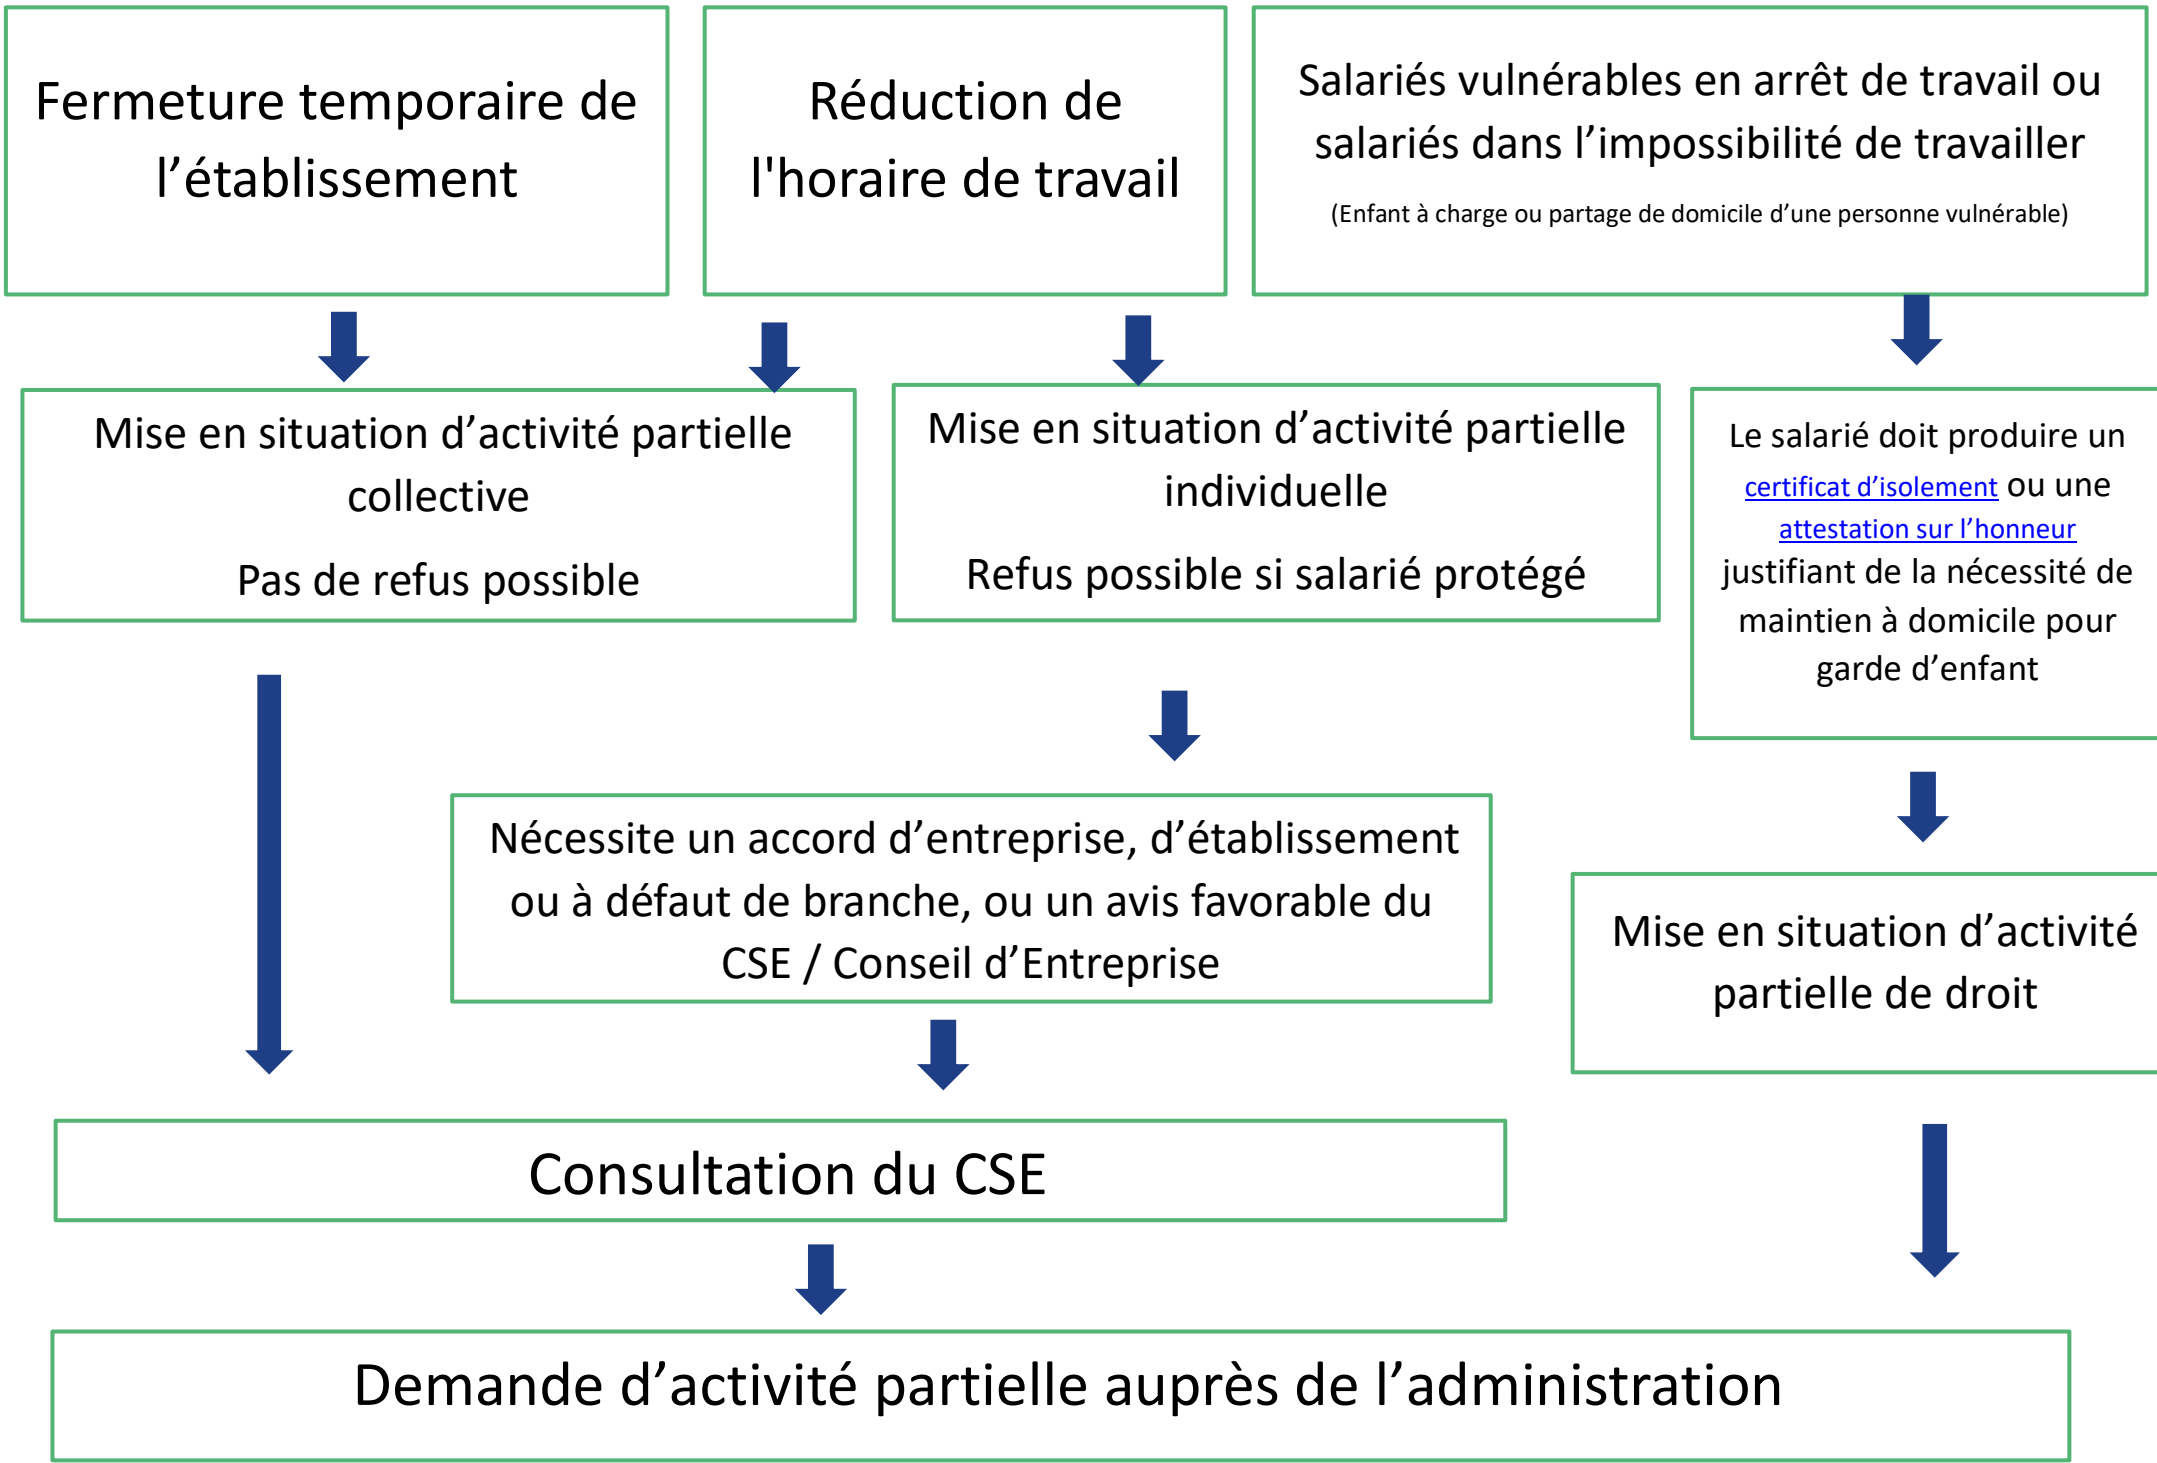 Fermeture temporaire de
l’établissement
Réduction de
l'horaire de travail
Salariés vulnérables en arrêt de travail ou
salariés dans l’impossibilité de travailler
(Enfant à charge ou partage de domicile d’une personne vulnérable)
Mise en situation d’activité partielle
collective
Pas de refus possible
Mise en situation d’activité partielle
individuelle
Refus possible si salarié protégé
Le salarié doit produire un
certificat d’isolement ou une
attestation sur l’honneur
justifiant de la nécessité de
maintien à domicile pour
garde d’enfant
Nécessite un accord d’entreprise, d’établissement
ou à défaut de branche, ou un avis favorable du
CSE / Conseil d’Entreprise
Mise en situation d’activité
partielle de droit
Consultation du CSE
Demande d’activité partielle auprès de l’administration